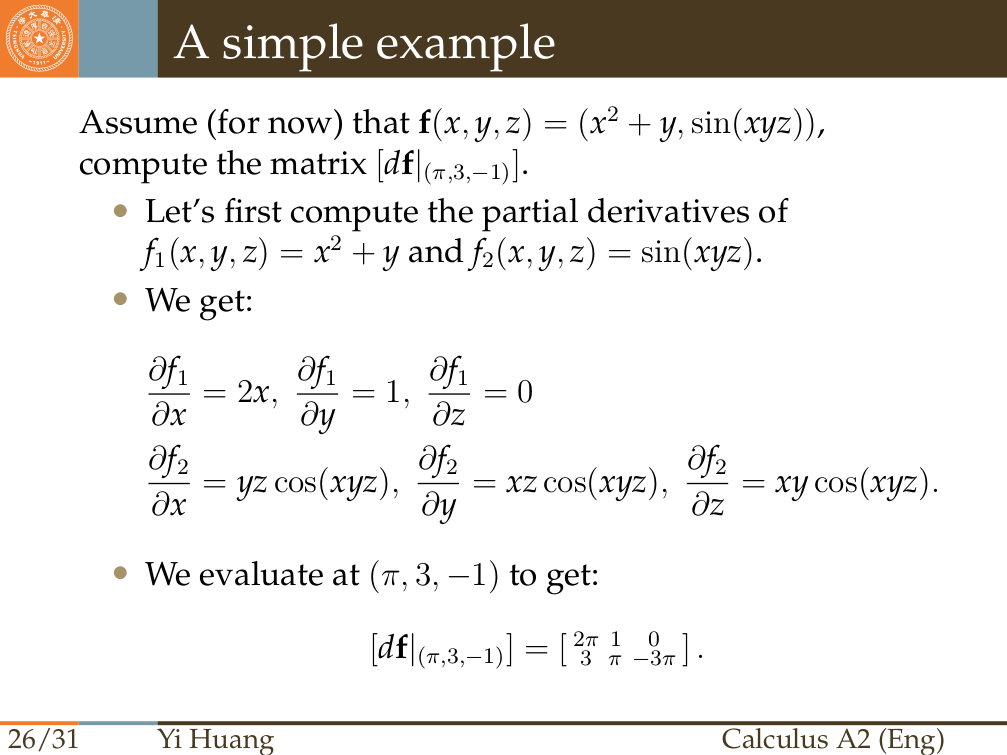 A simple example
Assume (for now) that f(x, y, z) = (x² + y, sin(xyz)),
compute the matrix [df|(π,3,−1)].
• Let's first compute the partial derivatives of
f₁(x, y, z) = x² + y and f₂(x, y, z) = sin(xyz).
• We get:
∂f₁/∂x = 2x, ∂f₁/∂y = 1, ∂f₁/∂z = 0
∂f₂/∂x = yz cos(xyz), ∂f₂/∂y = xz cos(xyz), ∂f₂/∂z = xy cos(xyz).
• We evaluate at (π, 3, −1) to get:
[df|(π,3,−1)] = [ 2π 1 0 ; 3 π −3π ] .
26/31 Yi Huang Calculus A2 (Eng)